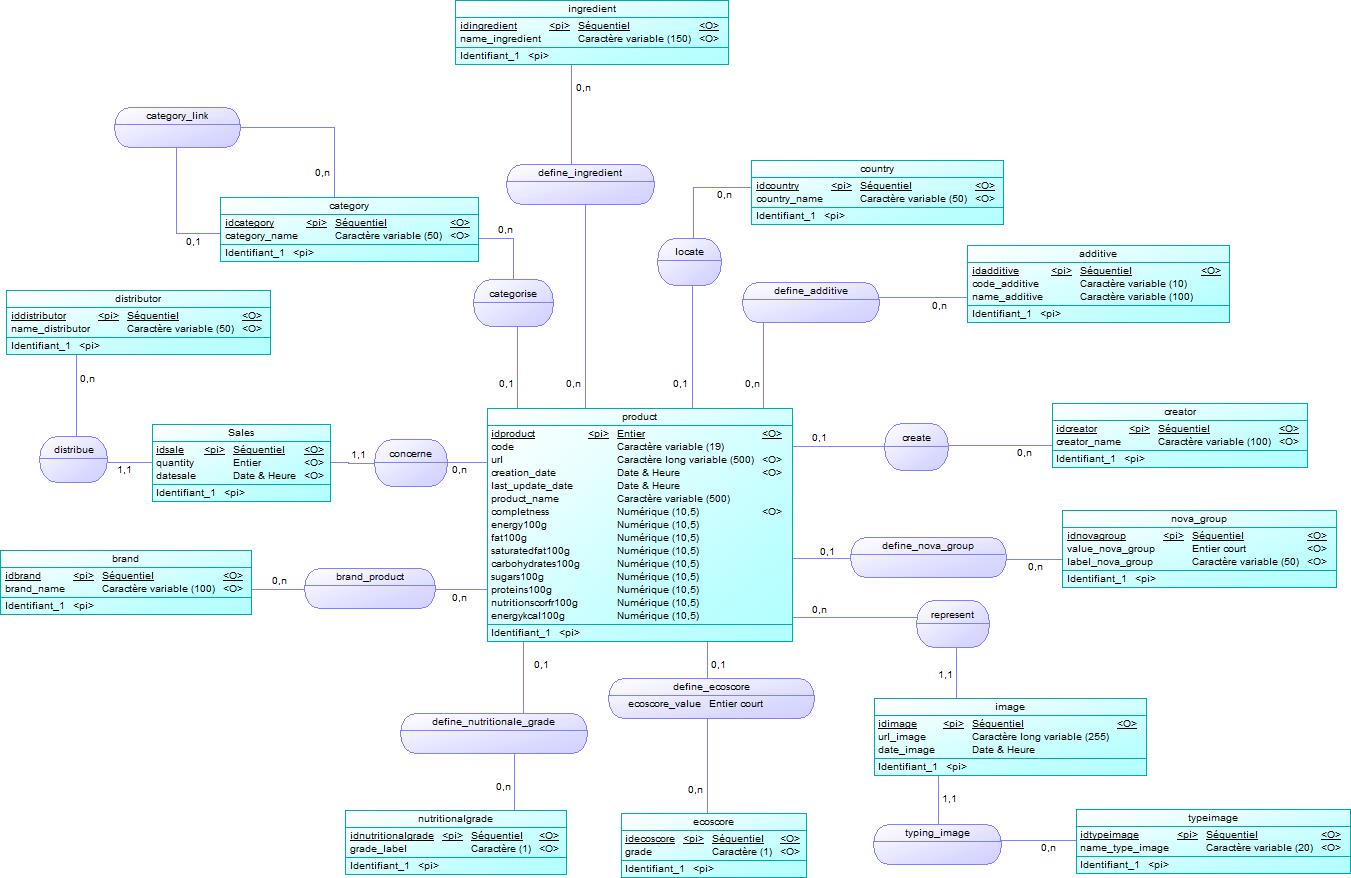 ingredient
idingredient <pi> Séquentiel <O>
name_ingredient Caractère variable (150) <O>
Identifiant_1 <pi>
0,n
category_link
define_ingredient
0,n
country
idcountry <pi> Séquentiel <O>
country_name Caractère variable (50) <O>
Identifiant_1 <pi>
0,n
category
idcategory <pi> Séquentiel <O>
category_name Caractère variable (50) <O>
Identifiant_1 <pi>
0,1
0,n
locate
additive
idadditive <pi> Séquentiel <O>
code_additive Caractère variable (10)
name_additive Caractère variable (100)
Identifiant_1 <pi>
define_additive
0,n
categorise
distributor
iddistributor <pi> Séquentiel <O>
name_distributor Caractère variable (50) <O>
Identifiant_1 <pi>
0,n
0,1
0,n
0,1
0,n
product
idproduct <pi> Entier <O>
code Caractère variable (19)
url Caractère long variable (500) <O>
creation_date Date & Heure <O>
last_update_date Date & Heure
product_name Caractère variable (500)
completness Numérique (10,5) <O>
energy100g Numérique (10,5)
fat100g Numérique (10,5)
saturatedfat100g Numérique (10,5)
carbohydrates100g Numérique (10,5)
sugars100g Numérique (10,5)
proteins100g Numérique (10,5)
nutritionscorfr100g Numérique (10,5)
energykcal100g Numérique (10,5)
Identifiant_1 <pi>
creator
idcreator <pi> Séquentiel <O>
creator_name Caractère variable (100) <O>
Identifiant_1 <pi>
0,1
create
0,n
Sales
idsale <pi> Séquentiel <O>
quantity Entier <O>
datesale Date & Heure <O>
Identifiant_1 <pi>
distribue
1,1
1,1
concerne
0,n
nova_group
idnovagroup <pi> Séquentiel <O>
value_nova_group Entier court <O>
label_nova_group Caractère variable (50) <O>
Identifiant_1 <pi>
0,1
define_nova_group
0,n
brand
idbrand <pi> Séquentiel <O>
brand_name Caractère variable (100) <O>
Identifiant_1 <pi>
0,n
brand_product
0,n
0,n
represent
0,1
0,1
1,1
define_ecoscore
ecoscore_value Entier court
define_nutritionale_grade
image
idimage <pi> Séquentiel <O>
url_image Caractère long variable (255)
date_image Date & Heure
Identifiant_1 <pi>
0,n
0,n
1,1
nutritionalgrade
idnutritionalgrade <pi> Séquentiel <O>
grade_label Caractère (1) <O>
Identifiant_1 <pi>
ecoscore
idecoscore <pi> Séquentiel <O>
grade Caractère (1) <O>
Identifiant_1 <pi>
typing_image
0,n
typeimage
idtypeimage <pi> Séquentiel <O>
name_type_image Caractère variable (20) <O>
Identifiant_1 <pi>